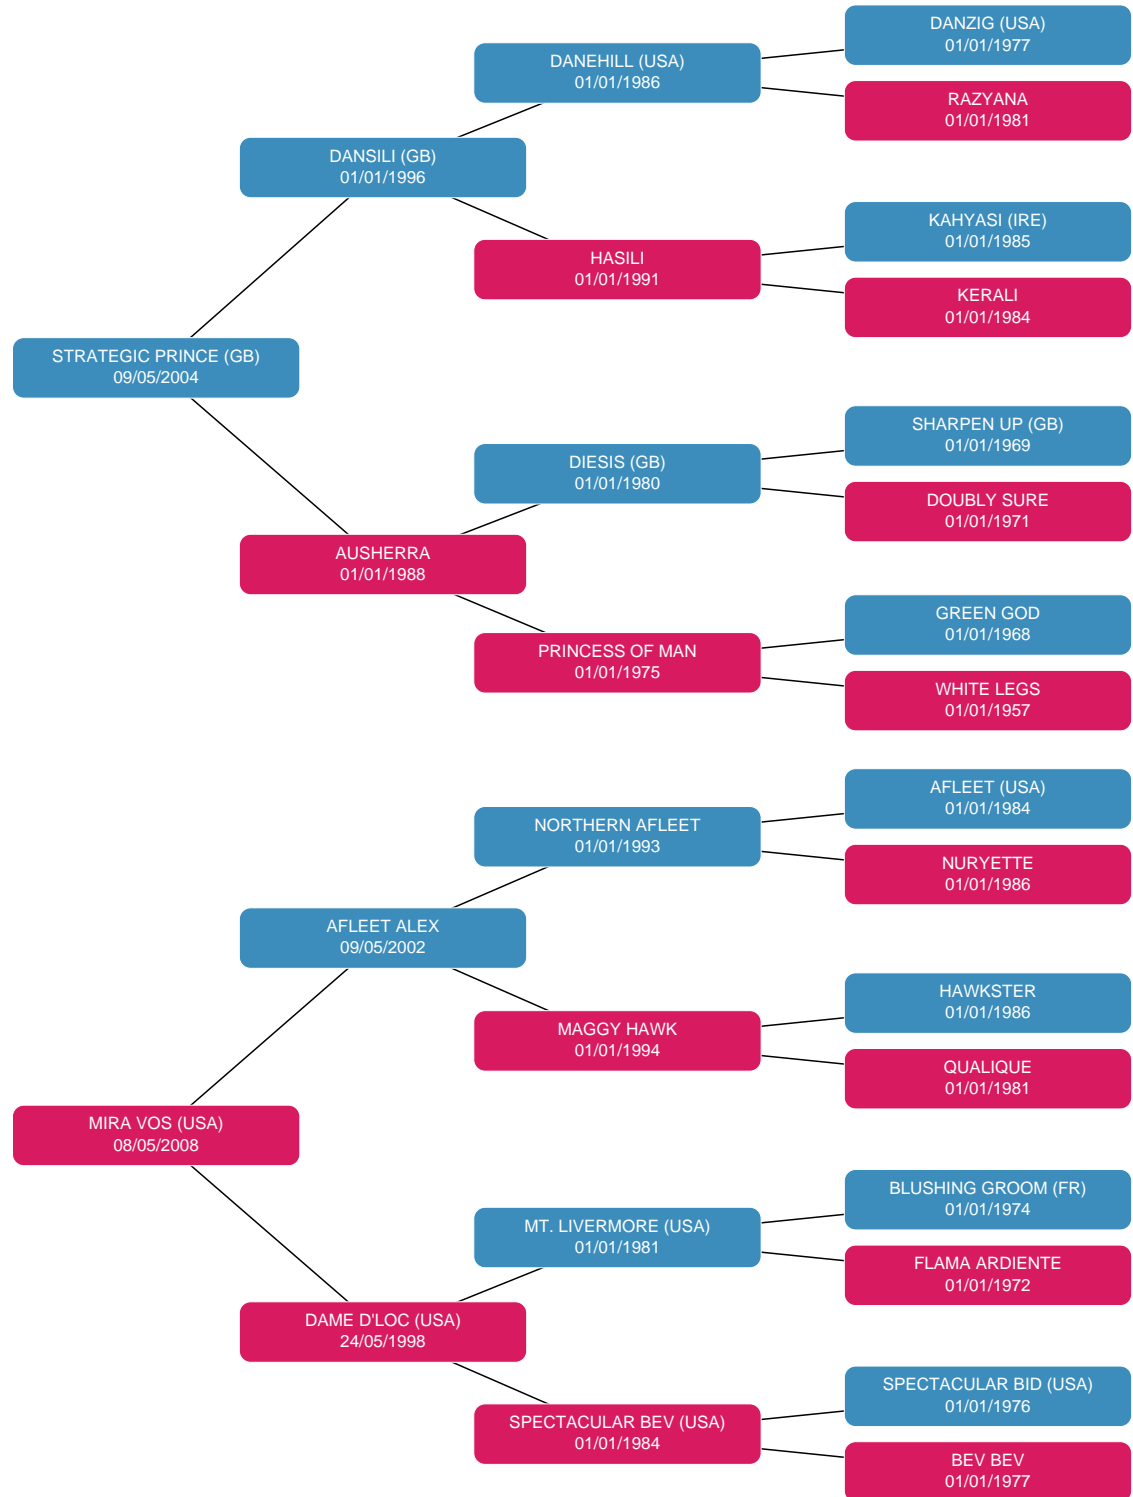 DANZIG (USA)
01/01/1977
DANEHILL (USA)
01/01/1986
RAZYANA
01/01/1981
DANSILI (GB)
01/01/1996
KAHYASI (IRE)
01/01/1985
HASILI
01/01/1991
KERALI
01/01/1984
STRATEGIC PRINCE (GB)
09/05/2004
SHARPEN UP (GB)
01/01/1969
DIESIS (GB)
01/01/1980
DOUBLY SURE
01/01/1971
AUSHERRA
01/01/1988
GREEN GOD
01/01/1968
PRINCESS OF MAN
01/01/1975
WHITE LEGS
01/01/1957
AFLEET (USA)
01/01/1984
NORTHERN AFLEET
01/01/1993
NURYETTE
01/01/1986
AFLEET ALEX
09/05/2002
HAWKSTER
01/01/1986
MAGGY HAWK
01/01/1994
QUALIQUE
01/01/1981
MIRA VOS (USA)
08/05/2008
BLUSHING GROOM (FR)
01/01/1974
MT. LIVERMORE (USA)
01/01/1981
FLAMA ARDIENTE
01/01/1972
DAME D'LOC (USA)
24/05/1998
SPECTACULAR BID (USA)
01/01/1976
SPECTACULAR BEV (USA)
01/01/1984
BEV BEV
01/01/1977